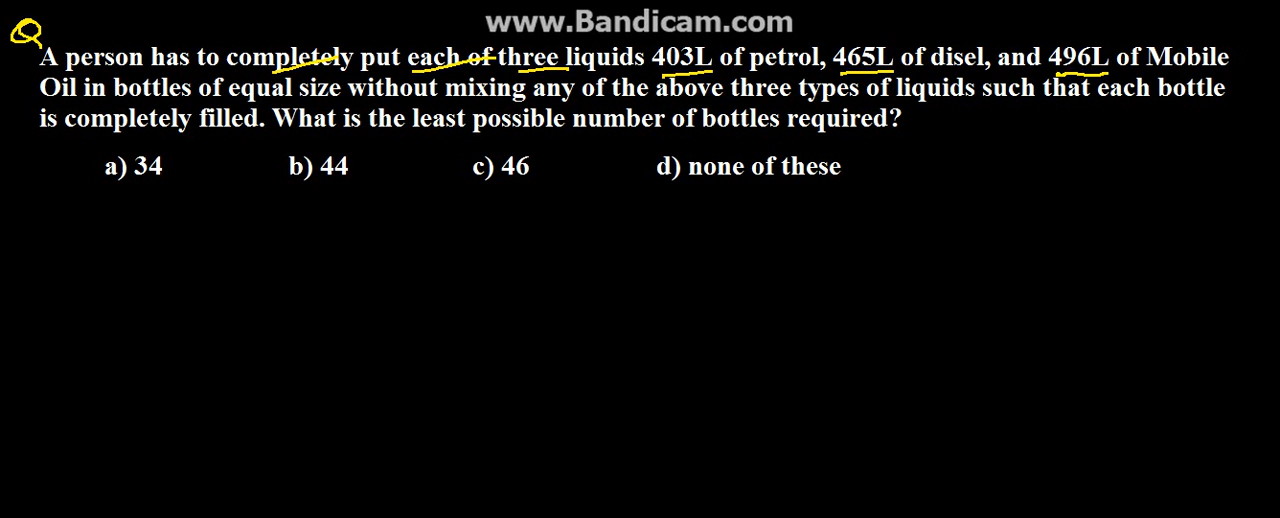 www.Bandicam.com
Q
A person has to completely put each of three liquids 403L of petrol, 465L of disel, and 496L of Mobile
Oil in bottles of equal size without mixing any of the above three types of liquids such that each bottle
is completely filled. What is the least possible number of bottles required?
a) 34 b) 44 c) 46 d) none of these